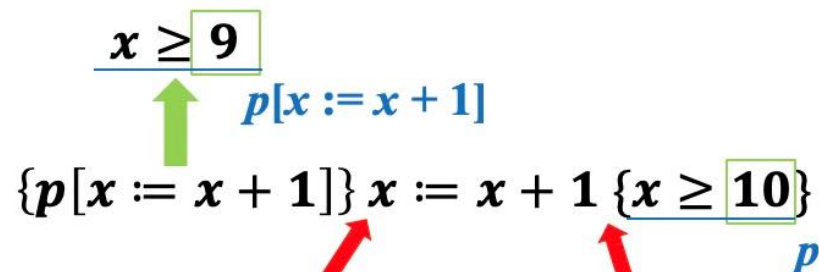 x ≥ 9
p[x := x + 1]
{p[x := x + 1]} x := x + 1 {x ≥ 10}
p